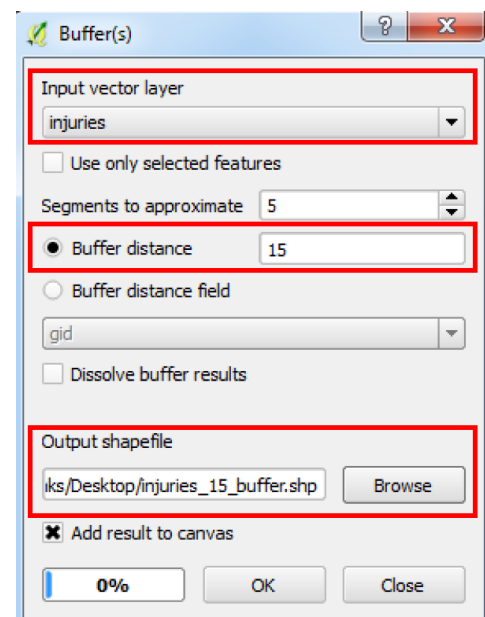 Buffer(s)
Input vector layer
injuries
Use only selected features
Segments to approximate 5
Buffer distance 15
Buffer distance field
gid
Dissolve buffer results
Output shapefile
ıks/Desktop/injuries_15_buffer.shp Browse
Add result to canvas
0% OK Close